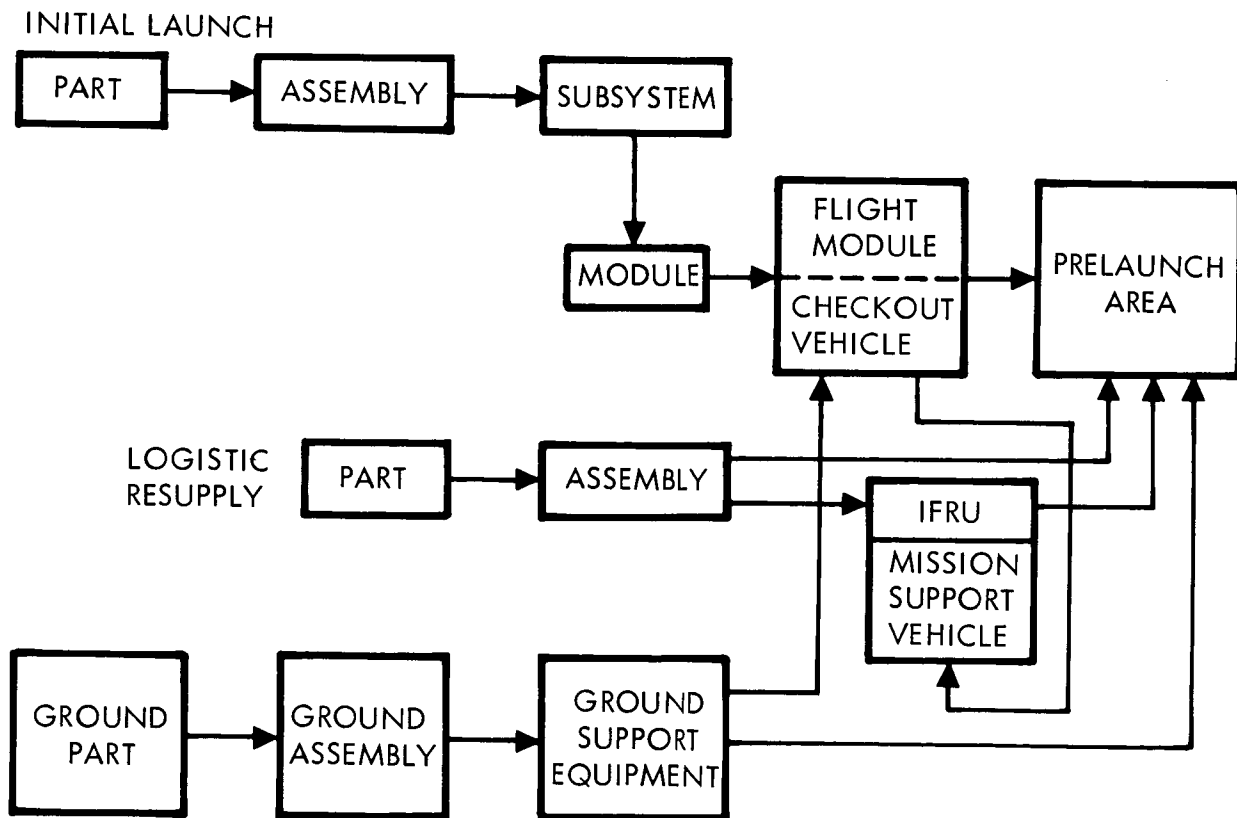 INITIAL LAUNCH
PART
ASSEMBLY
SUBSYSTEM
MODULE
FLIGHT
MODULE
CHECKOUT
VEHICLE
PRELAUNCH
AREA
LOGISTIC
RESUPPLY
PART
ASSEMBLY
IFRU
MISSION
SUPPORT
VEHICLE
GROUND
PART
GROUND
ASSEMBLY
GROUND
SUPPORT
EQUIPMENT